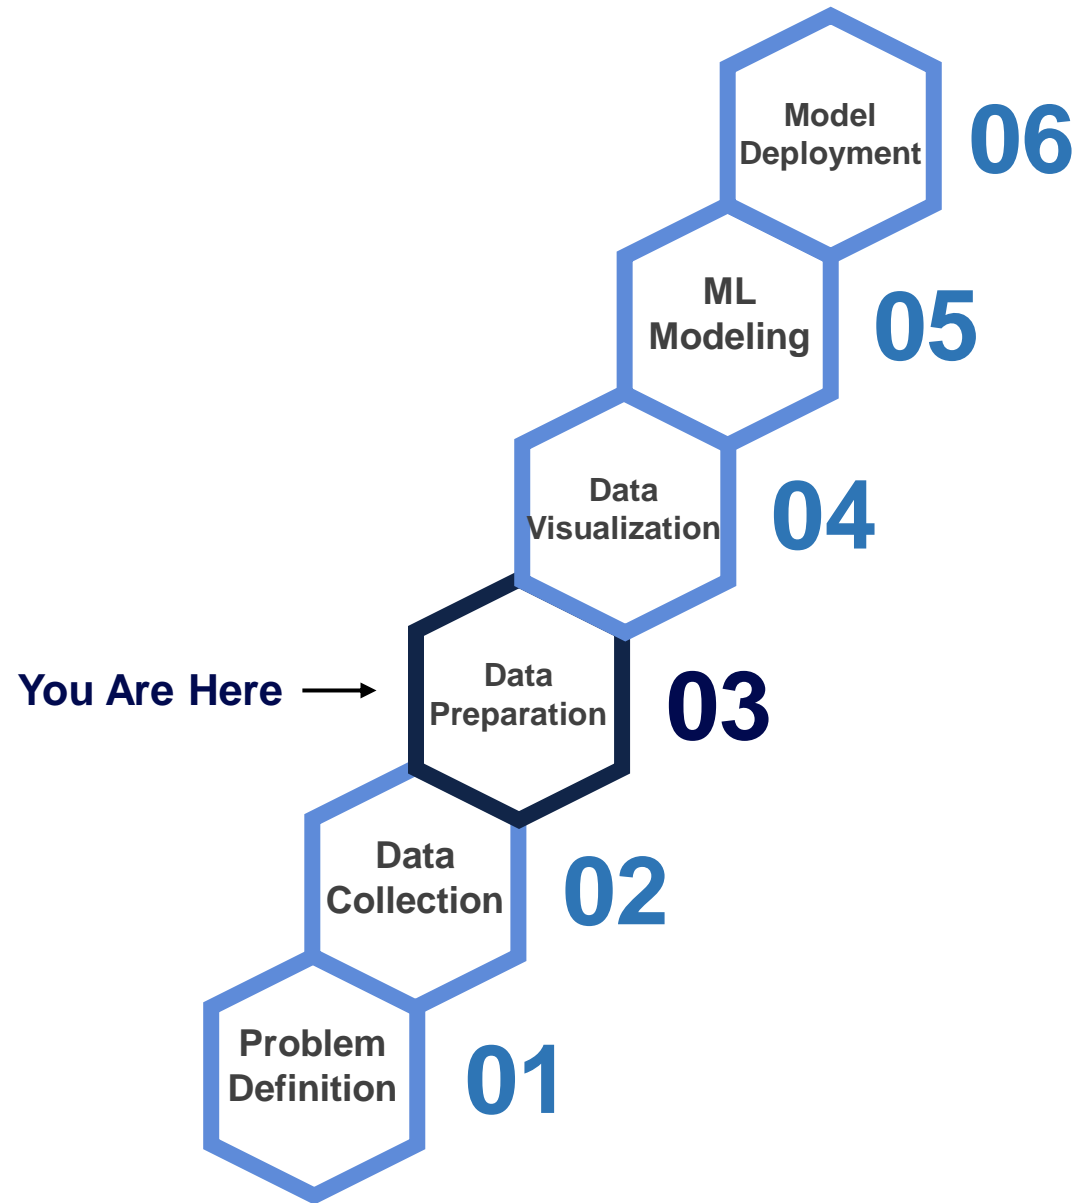 Model
Deployment
06
ML
Modeling
05
Data
Visualization
04
You Are Here
Data
Preparation
03
Data
Collection
02
Problem
Definition
01